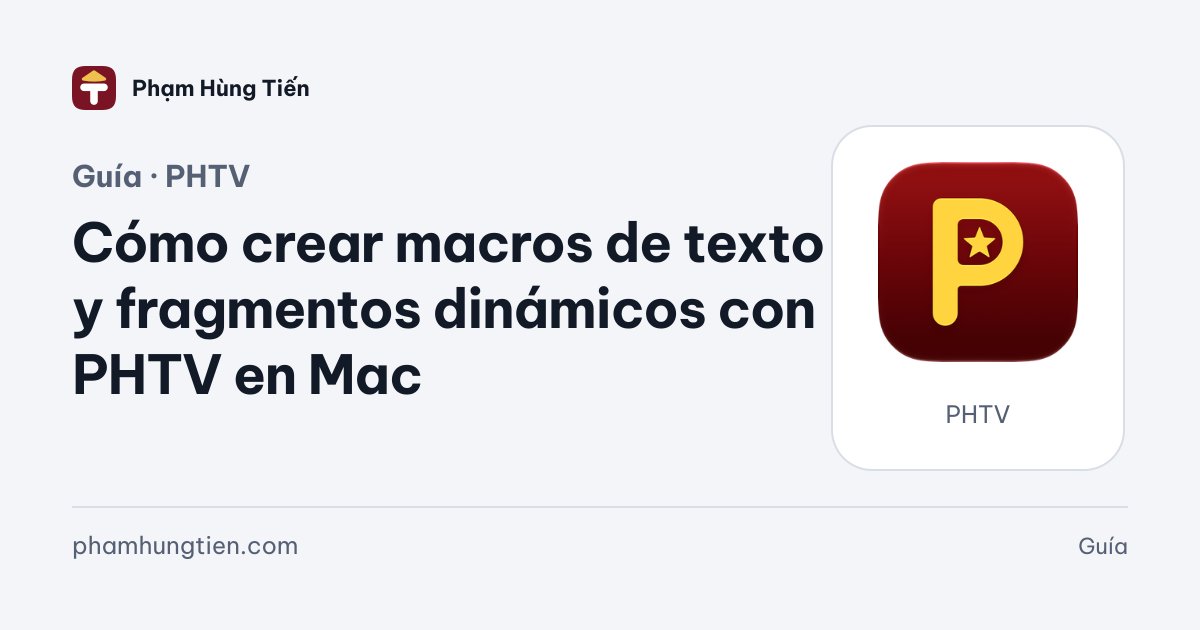 Phạm Hùng Tiến
Guía · PHTV
Cómo crear macros de texto
y fragmentos dinámicos con
PHTV en Mac
PHTV
phamhungtien.com
Guía